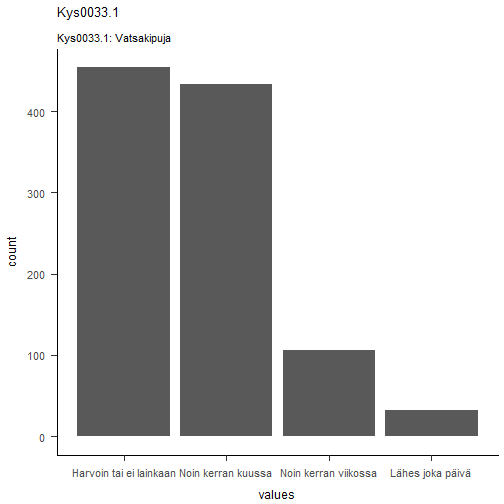 Kys0033.1
Kys0033.1: Vatsakipuja
400
300
200
100
0
count
Harvoin tai ei lainkaan Noin kerran kuussa Noin kerran viikossa Lähes joka päivä
values